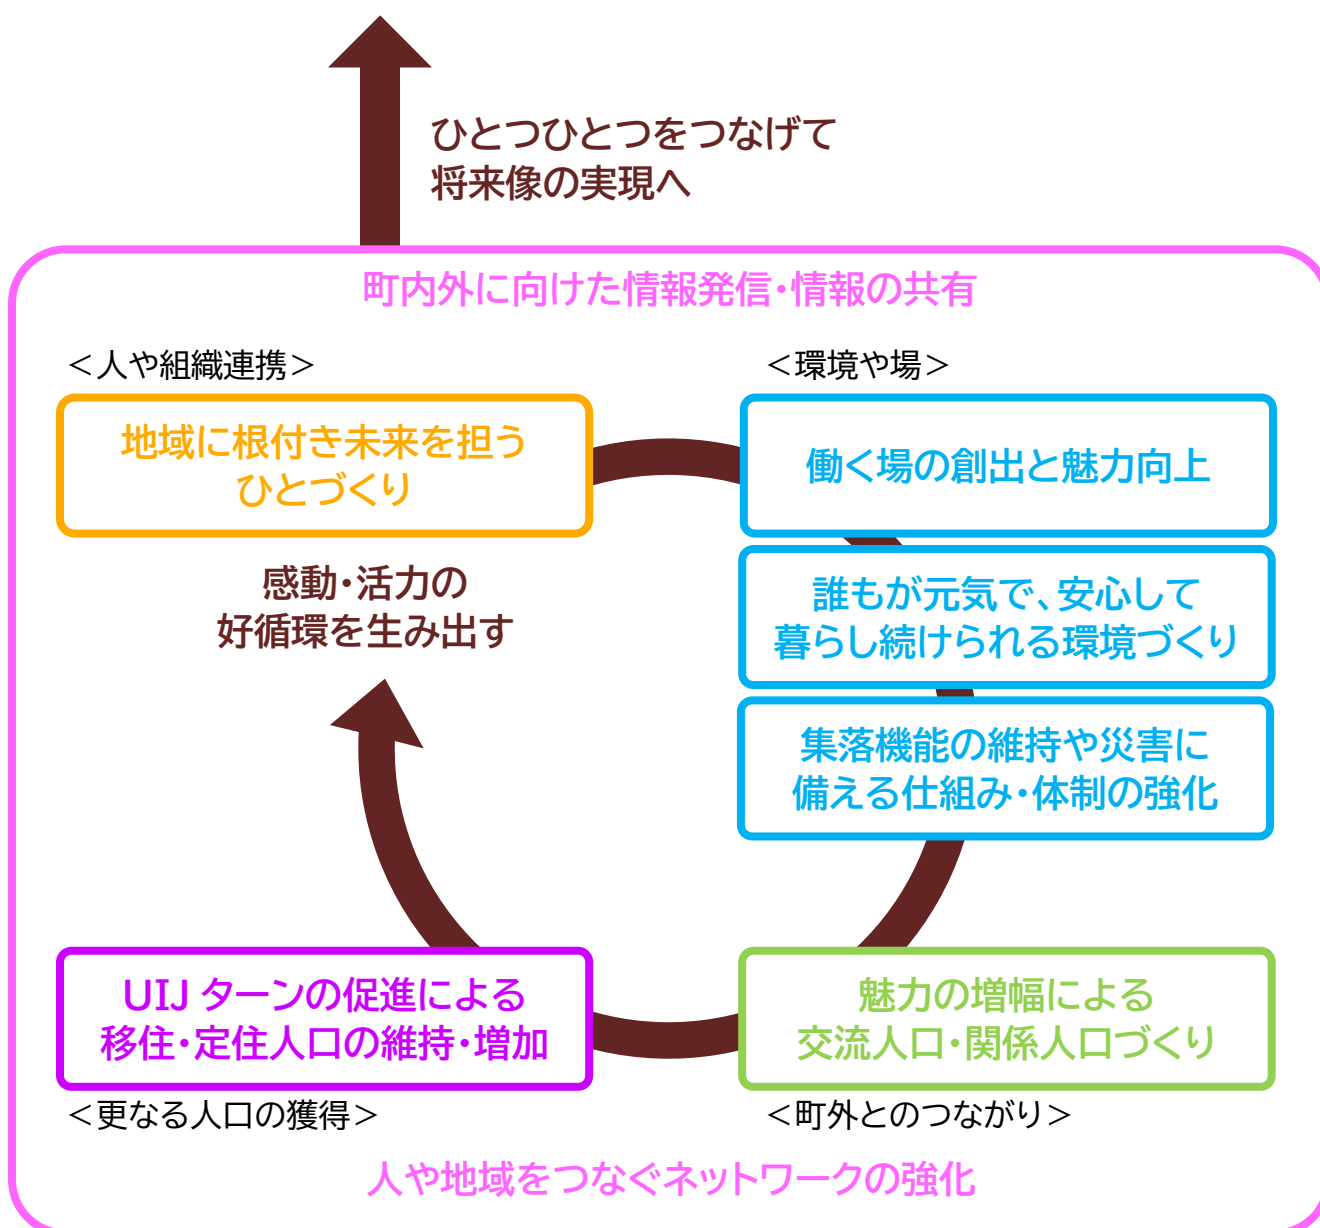 ひとつひとつをつなげて
将来像の実現へ
町内外に向けた情報発信・情報の共有
＜人や組織連携＞
＜環境や場＞
地域に根付き未来を担う
ひとづくり
働く場の創出と魅力向上
感動・活力の
好循環を生み出す
誰もが元気で、安心して
暮らし続けられる環境づくり
集落機能の維持や災害に
備える仕組み・体制の強化
UIJ ターンの促進による
移住・定住人口の維持・増加
魅力の増幅による
交流人口・関係人口づくり
＜更なる人口の獲得＞
＜町外とのつながり＞
人や地域をつなぐネットワークの強化